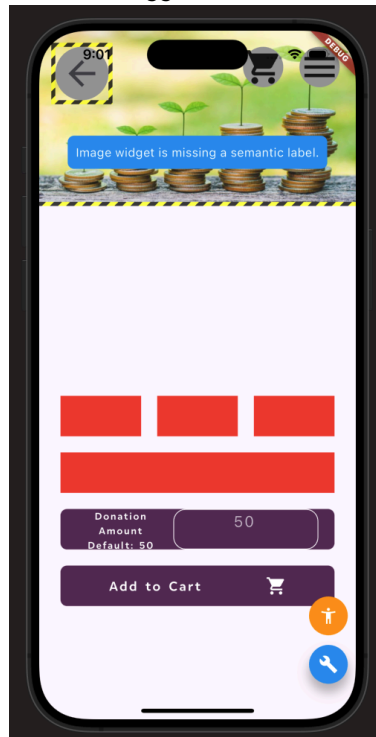 9:01
DEBUG
Image widget is missing a semantic label.
Donation
Amount
Default: 50
50
Add to Cart